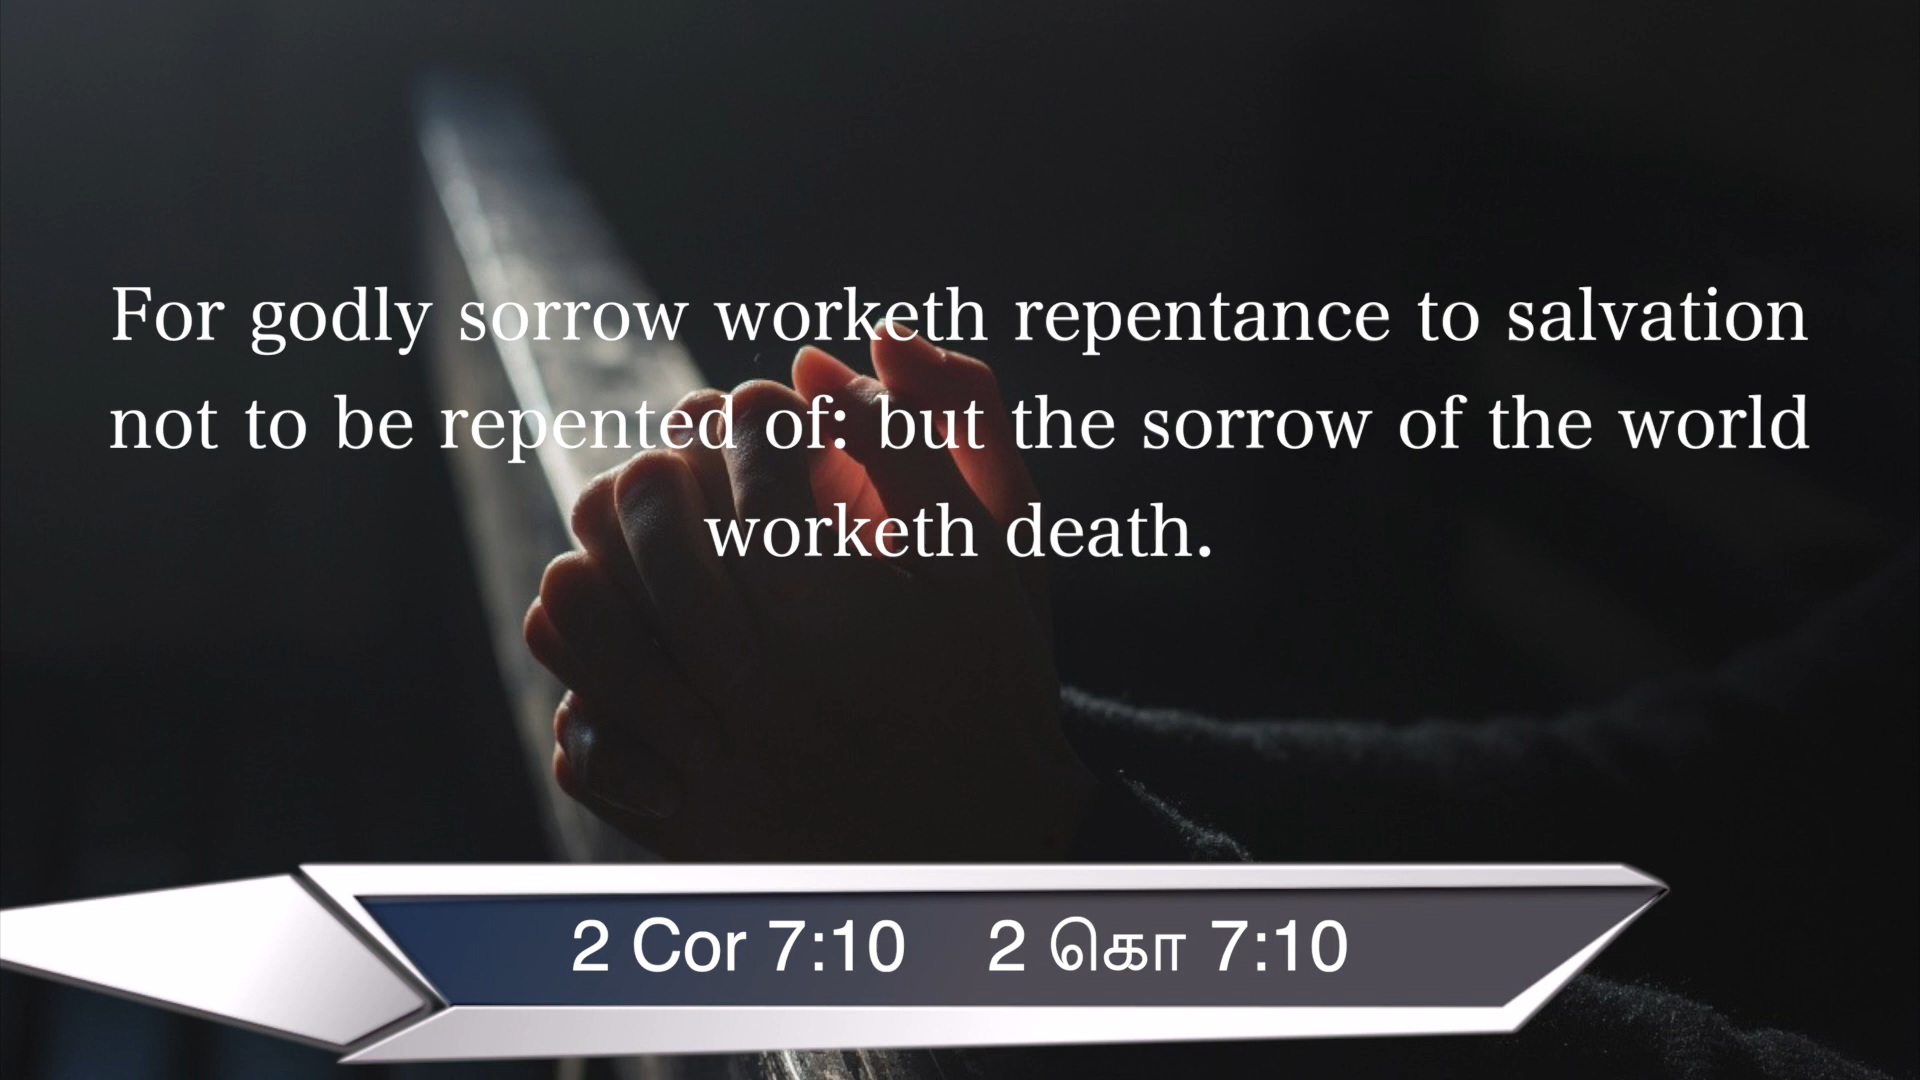 For godly sorrow worketh repentance to salvation
not to be repented of: but the sorrow of the world
worketh death.
2 Cor 7:10    2 கொ 7:10